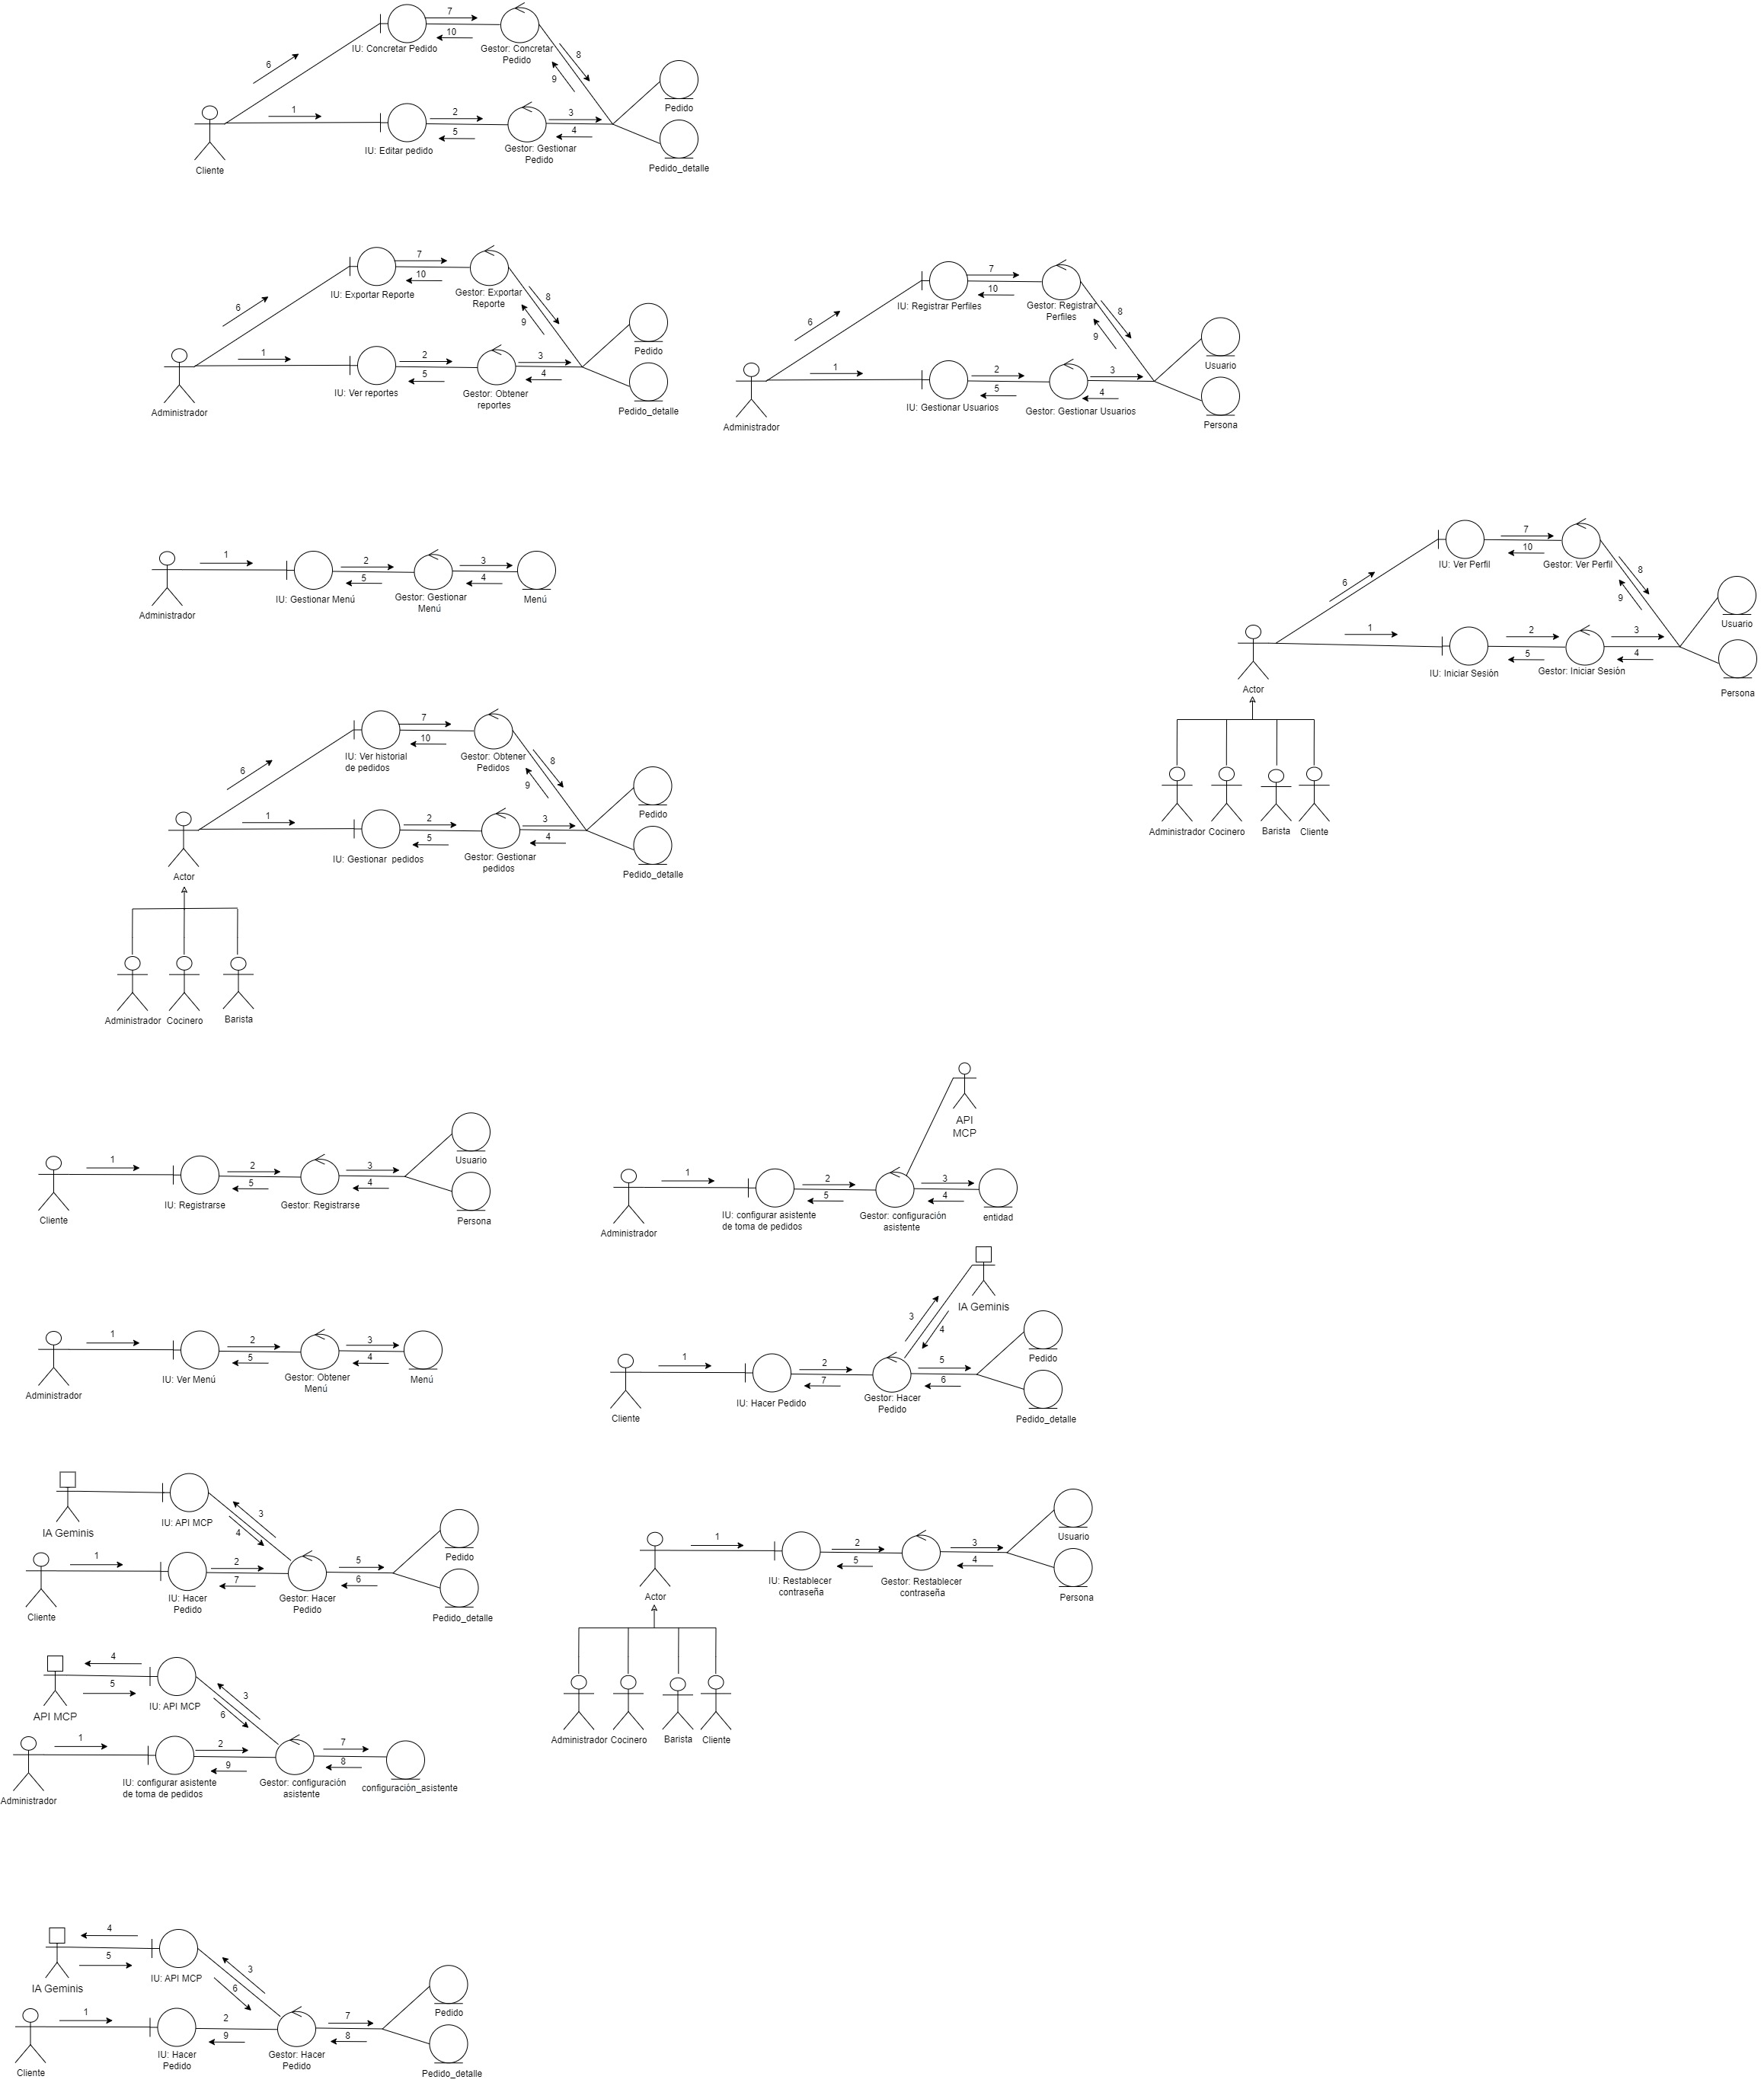 7
10
IU: Concretar Pedido
Gestor: Concretar
Pedido
6
8
9
Pedido
1
2
3
5
4
IU: Editar pedido
Gestor: Gestionar
Pedido
Cliente
Pedido_detalle
7
10
IU: Exportar Reporte
Gestor: Exportar
Reporte
6
8
9
Pedido
1
2
3
5
4
IU: Ver reportes
Gestor: Obtener
reportes
Administrador
Pedido_detalle
7
10
IU: Registrar Perfiles
Gestor: Registrar
Perfiles
6
8
9
Usuario
1
2
3
5
4
IU: Gestionar Usuarios
Gestor: Gestionar Usuarios
Administrador
Persona
1
2
3
5
4
IU: Gestionar Menú
Gestor: Gestionar
Menú
Menú
Administrador
7
10
IU: Ver Perfil
Gestor: Ver Perfil
6
8
9
Usuario
1
2
3
5
4
IU: Iniciar Sesión
Gestor: Iniciar Sesión
Actor
Persona
Administrador
Cocinero
Barista
Cliente
7
10
IU: Ver historial
de pedidos
Gestor: Obtener
Pedidos
6
8
9
Pedido
1
2
3
5
4
IU: Gestionar pedidos
Gestor: Gestionar
pedidos
Actor
Pedido_detalle
Administrador
Cocinero
Barista
1
2
3
5
4
Usuario
IU: Registrarse
Gestor: Registrarse
Cliente
Persona
API
MCP
1
2
3
5
4
IU: configurar asistente
de toma de pedidos
Gestor: configuración
asistente
entidad
Administrador
1
2
3
5
4
IU: Ver Menú
Gestor: Obtener
Menú
Menú
Administrador
IA Geminis
3
4
Pedido
1
2
5
7
6
IU: Hacer Pedido
Gestor: Hacer
Pedido
Cliente
Pedido_detalle
IA Geminis
IU: API MCP
3
4
Pedido
1
2
5
7
6
IU: Hacer
Pedido
Gestor: Hacer
Pedido
Cliente
Pedido_detalle
1
2
3
5
4
Usuario
IU: Restablecer
contraseña
Gestor: Restablecer
contraseña
Actor
Persona
Administrador
Cocinero
Barista
Cliente
4
5
API MCP
IU: API MCP
3
6
1
2
7
9
8
IU: configurar asistente
de toma de pedidos
Gestor: configuración
asistente
configuración_asistente
Administrador
4
5
IA Geminis
IU: API MCP
3
6
Pedido
1
2
7
9
8
IU: Hacer
Pedido
Gestor: Hacer
Pedido
Cliente
Pedido_detalle